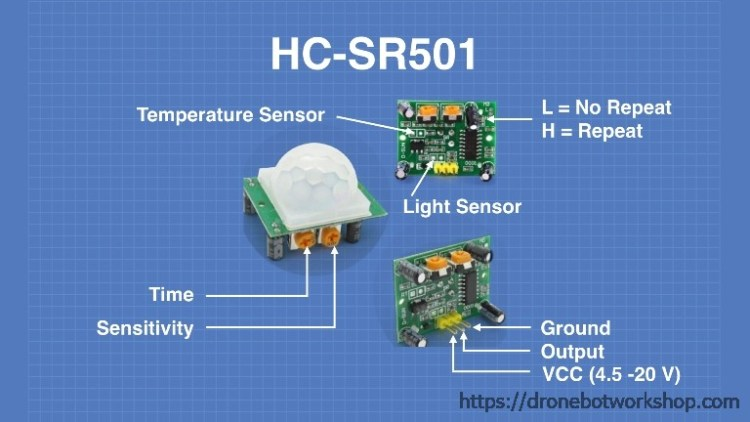 HC-SR501
Temperature Sensor
L = No Repeat
H = Repeat
Light Sensor
Time
Sensitivity
Ground
Output
VCC (4.5 -20 V)
https://dronebotworkshop.com